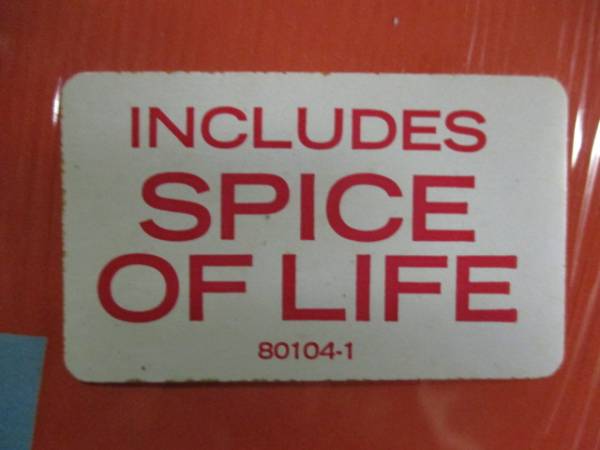 INCLUDES
SPICE
OF LIFE
80104-1